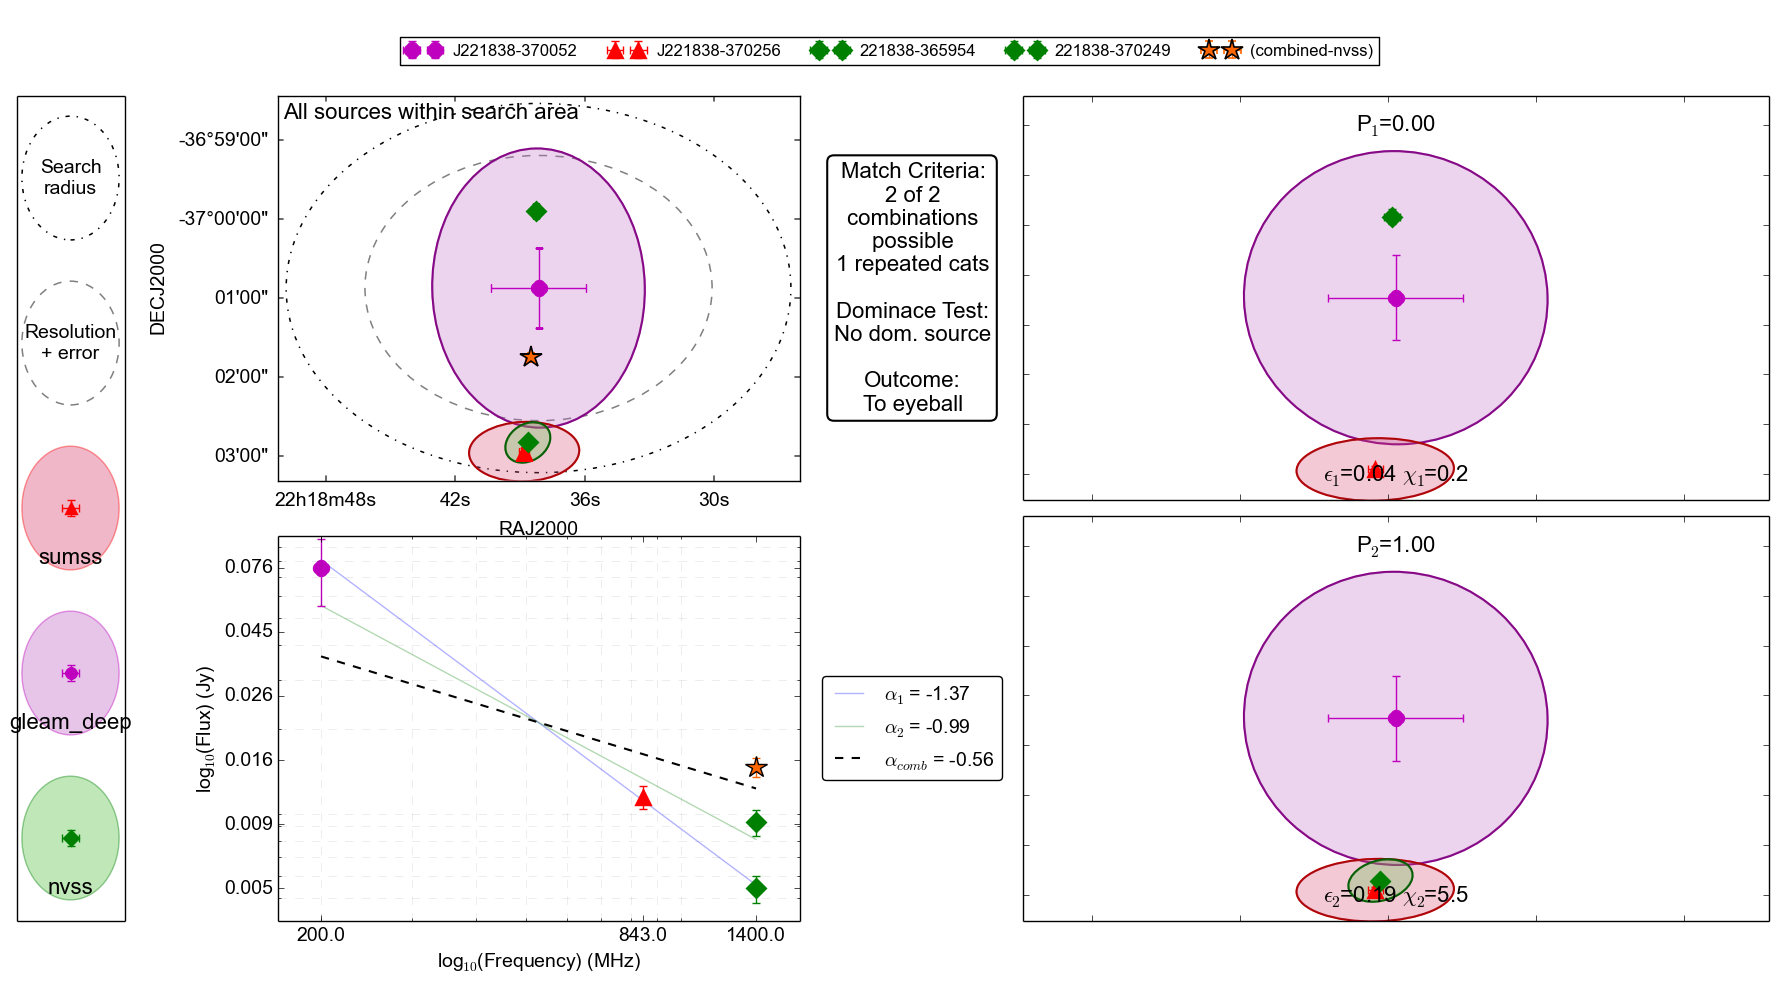 J221838-370052 J221838-370256 221838-365954 221838-370249 (combined-nvss)
Search
radius
Resolution
+ error
sumss
gleam_deep
nvss
All sources within search area
DECJ2000
-36°59'00"
-37°00'00"
01'00"
02'00"
03'00"
22h18m48s 42s 36s 30s
RAJ2000
Match Criteria:
2 of 2
combinations
possible
1 repeated cats
Dominace Test:
No dom. source
Outcome:
To eyeball
P1=0.00
ϵ1=0.04 χ1=0.2
log10(Flux) (Jy)
0.076
0.045
0.026
0.016
0.009
0.005
200.0 843.0 1400.0
log10(Frequency) (MHz)
α1 = -1.37
α2 = -0.99
αcomb = -0.56
P2=1.00
ϵ2=0.19 χ2=5.5